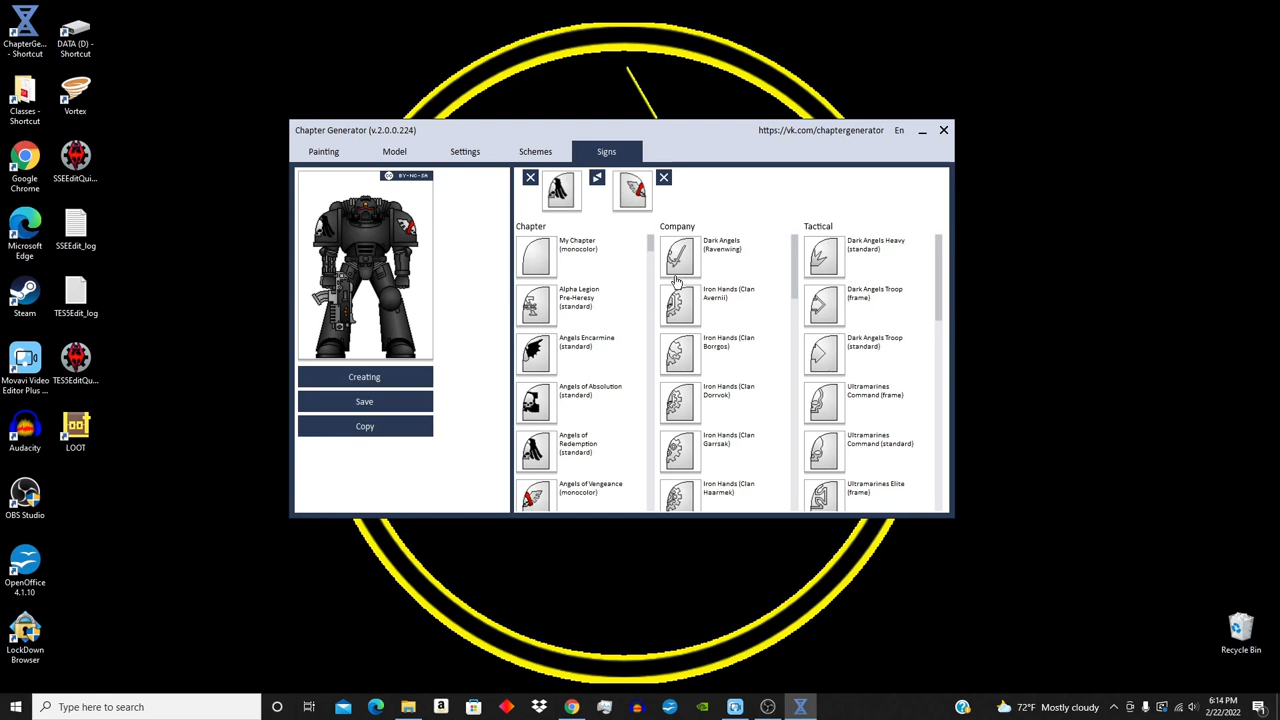 ChapterGe...
- Shortcut
DATA (D) -
Shortcut
Classes -
Shortcut
Vortex
Google
Chrome
SSEEditQui...
Microsoft
Edge
SSEEdit_log
Steam
TES5Edit_log
Movavi Video
Editor Plus ...
TES5EditQu...
Audacity
LOOT
OBS Studio
OpenOffice
4.1.10
LockDown
Browser
Recycle Bin
Chapter Generator (v.2.0.0.224)
https://vk.com/chaptergenerator
En
Painting
Model
Settings
Schemes
Signs
BY-NC-SA
Creating
Save
Copy
Chapter
My Chapter
(monocolor)
Alpha Legion
Pre-Heresy
(standard)
Angels Encarmine
(standard)
Angels of Absolution
(standard)
Angels of
Redemption
(standard)
Angels of Vengeance
(monocolor)
Company
Dark Angels
(Ravenwing)
Iron Hands (Clan
Avernii)
Iron Hands (Clan
Borrgos)
Iron Hands (Clan
Dorrvok)
Iron Hands (Clan
Garrsak)
Iron Hands (Clan
Haarmek)
Tactical
Dark Angels Heavy
(standard)
Dark Angels Troop
(frame)
Dark Angels Troop
(standard)
Ultramarines
Command (frame)
Ultramarines
Command (standard)
Ultramarines Elite
(frame)
Type here to search
72°F Mostly cloudy
6:14 PM
2/22/2022